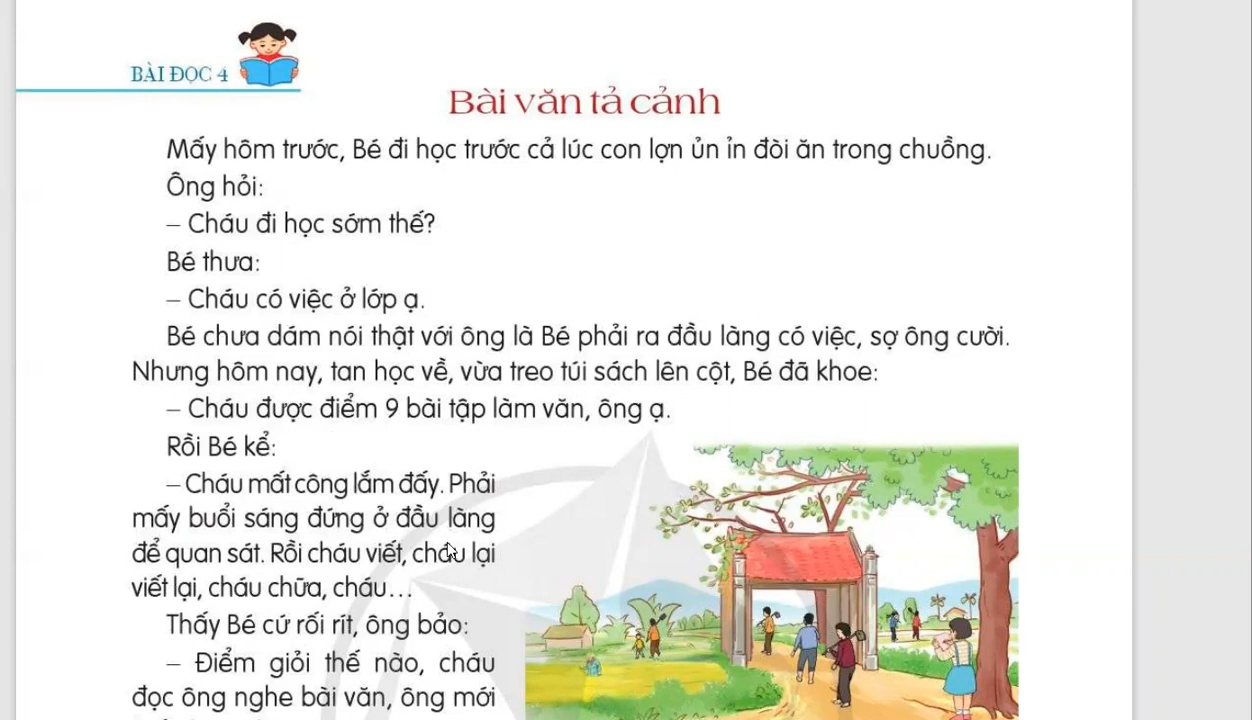 BÀI ĐỌC 4
Bài văn tả cảnh
Mấy hôm trước, Bé đi học trước cả lúc con lợn ủn ỉn đòi ăn trong chuồng.
Ông hỏi:
– Cháu đi học sớm thế?
Bé thưa:
– Cháu có việc ở lớp ạ.
Bé chưa dám nói thật với ông là Bé phải ra đầu làng có việc, sợ ông cười.
Nhưng hôm nay, tan học về, vừa treo túi sách lên cột, Bé đã khoe:
– Cháu được điểm 9 bài tập làm văn, ông ạ.
Rồi Bé kể:
– Cháu mất công lắm đấy. Phải
mấy buổi sáng đứng ở đầu làng
để quan sát. Rồi cháu viết, cháu lại
viết lại, cháu chữa, cháu...
Thấy Bé cứ rối rít, ông bảo:
– Điểm giỏi thế nào, cháu
đọc ông nghe bài văn, ông mới